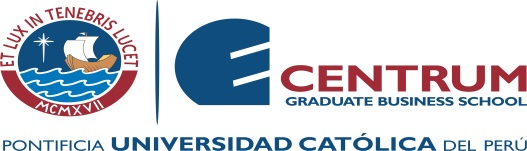 ET LUX IN TENEBRIS LUCET
MCMXVII
CENTRUM
GRADUATE BUSINESS SCHOOL
PONTIFICIA UNIVERSIDAD CATÓLICA DEL PERÚ